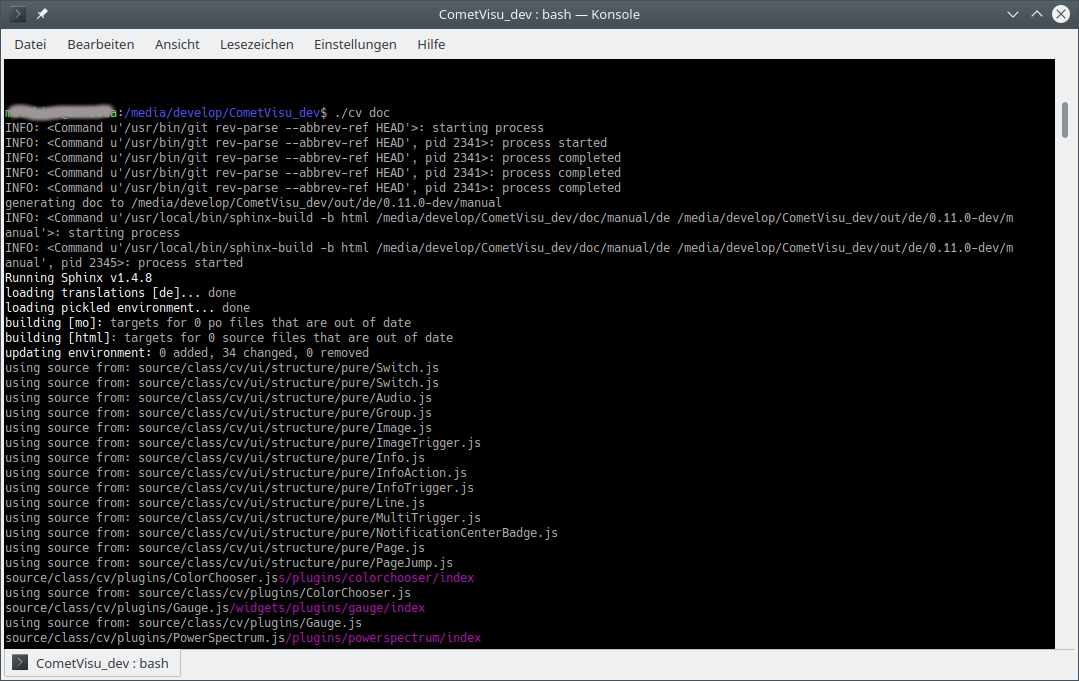 CometVisu_dev : bash — Konsole
Datei Bearbeiten Ansicht Lesezeichen Einstellungen Hilfe
:/media/develop/CometVisu_dev$ ./cv doc
INFO: <Command u'/usr/bin/git rev-parse --abbrev-ref HEAD'>: starting process
INFO: <Command u'/usr/bin/git rev-parse --abbrev-ref HEAD', pid 2341>: process started
INFO: <Command u'/usr/bin/git rev-parse --abbrev-ref HEAD', pid 2341>: process completed
INFO: <Command u'/usr/bin/git rev-parse --abbrev-ref HEAD', pid 2341>: process completed
INFO: <Command u'/usr/bin/git rev-parse --abbrev-ref HEAD', pid 2341>: process completed
generating doc to /media/develop/CometVisu_dev/out/de/0.11.0-dev/manual
INFO: <Command u'/usr/local/bin/sphinx-build -b html /media/develop/CometVisu_dev/doc/manual/de /media/develop/CometVisu_dev/out/de/0.11.0-dev/m
anual'>: starting process
INFO: <Command u'/usr/local/bin/sphinx-build -b html /media/develop/CometVisu_dev/doc/manual/de /media/develop/CometVisu_dev/out/de/0.11.0-dev/m
anual', pid 2345>: process started
Running Sphinx v1.4.8
loading translations [de]... done
loading pickled environment... done
building [mo]: targets for 0 po files that are out of date
building [html]: targets for 0 source files that are out of date
updating environment: 0 added, 34 changed, 0 removed
using source from: source/class/cv/ui/structure/pure/Switch.js
using source from: source/class/cv/ui/structure/pure/Switch.js
using source from: source/class/cv/ui/structure/pure/Audio.js
using source from: source/class/cv/ui/structure/pure/Group.js
using source from: source/class/cv/ui/structure/pure/Image.js
using source from: source/class/cv/ui/structure/pure/ImageTrigger.js
using source from: source/class/cv/ui/structure/pure/Info.js
using source from: source/class/cv/ui/structure/pure/InfoAction.js
using source from: source/class/cv/ui/structure/pure/InfoTrigger.js
using source from: source/class/cv/ui/structure/pure/Line.js
using source from: source/class/cv/ui/structure/pure/MultiTrigger.js
using source from: source/class/cv/ui/structure/pure/NotificationCenterBadge.js
using source from: source/class/cv/ui/structure/pure/Page.js
using source from: source/class/cv/ui/structure/pure/PageJump.js
source/class/cv/plugins/ColorChooser.jss/plugins/colorchooser/index
using source from: source/class/cv/plugins/ColorChooser.js
source/class/cv/plugins/Gauge.js/widgets/plugins/gauge/index
using source from: source/class/cv/plugins/Gauge.js
source/class/cv/plugins/PowerSpectrum.js/plugins/powerspectrum/index
CometVisu_dev : bash